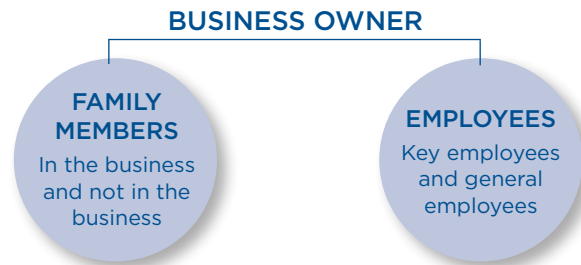 BUSINESS OWNER
FAMILY
MEMBERS
In the business
and not in the
business
EMPLOYEES
Key employees
and general
employees